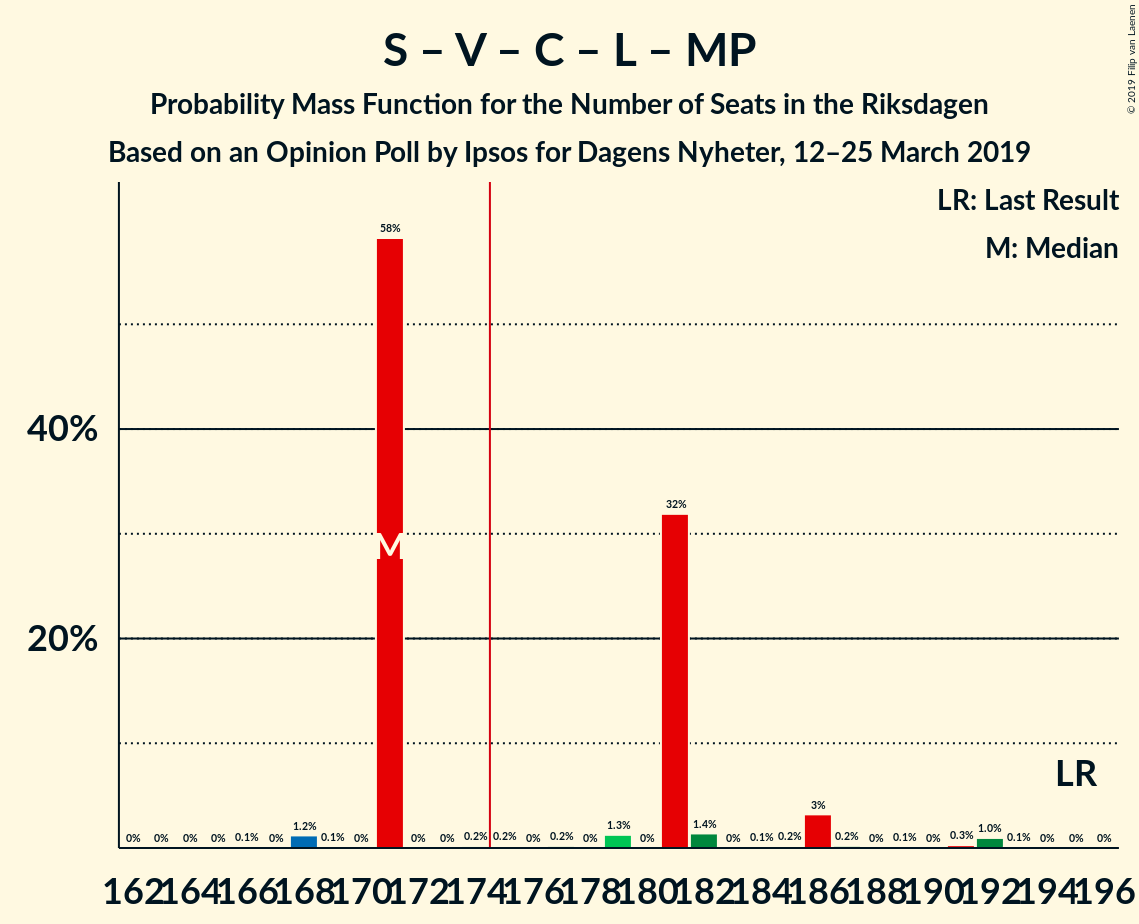 S – V – C – L – MP
Probability Mass Function for the Number of Seats in the Riksdagen
Based on an Opinion Poll by Ipsos for Dagens Nyheter, 12–25 March 2019
© 2019 Filip van Laenen
LR: Last Result
M: Median
58%
40%
32%
M
20%
LR
0% 0% 0% 0% 0.1% 0% 1.2% 0.1% 0% 0% 0% 0.2% 0.2% 0% 0.2% 0% 1.3% 0% 1.4% 0% 0.1% 0.2% 3% 0.2% 0% 0.1% 0% 0.3% 1.0% 0.1% 0% 0% 0%
162 164 166 168 170 172 174 176 178 180 182 184 186 188 190 192 194 196